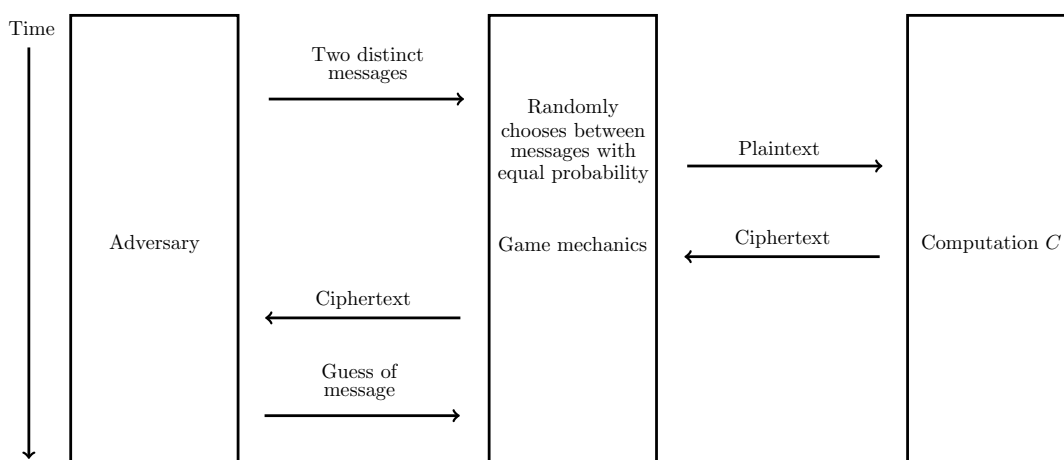 Time
Two distinct
messages
Randomly
chooses between
messages with
equal probability
Plaintext
Adversary
Game mechanics
Ciphertext
Computation C
Ciphertext
Guess of
message